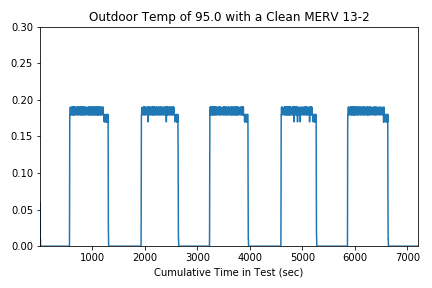 Outdoor Temp of 95.0 with a Clean MERV 13-2
0.30
0.25
0.20
0.15
0.10
0.05
0.00
1000 2000 3000 4000 5000 6000 7000
Cumulative Time in Test (sec)